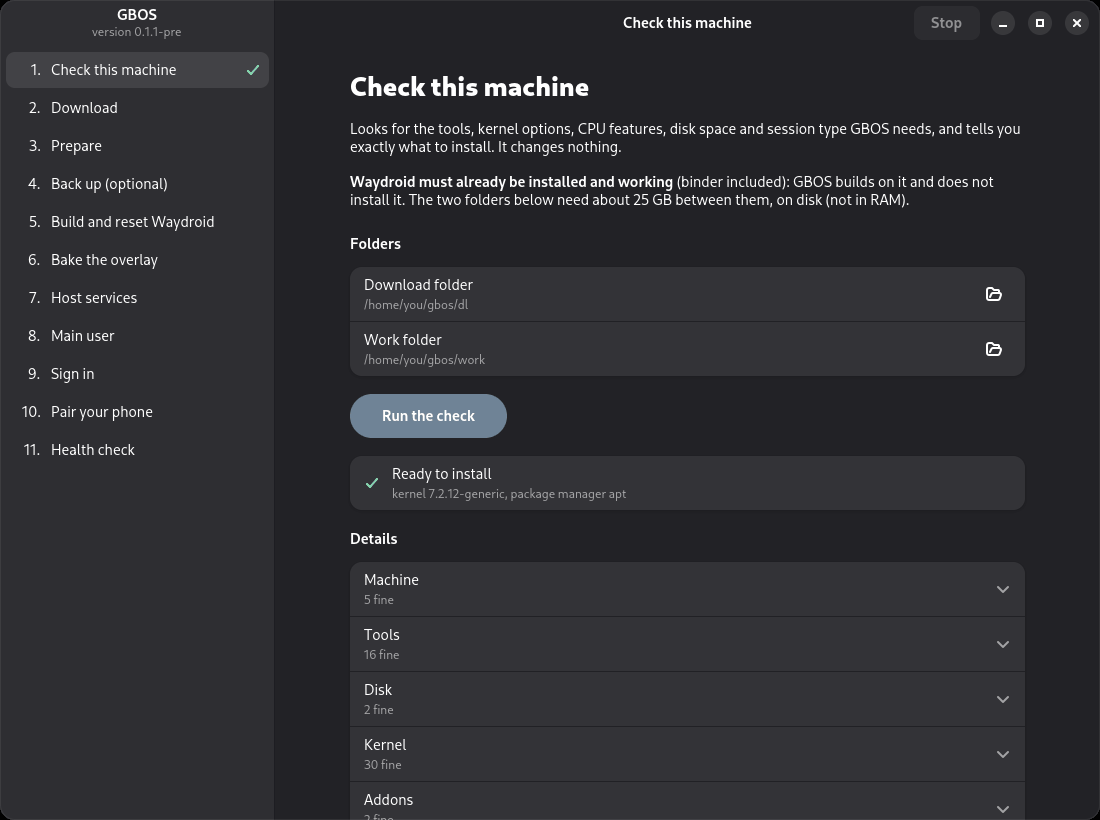 GBOS
version 0.1.1-pre
1. Check this machine
2. Download
3. Prepare
4. Back up (optional)
5. Build and reset Waydroid
6. Bake the overlay
7. Host services
8. Main user
9. Sign in
10. Pair your phone
11. Health check
Check this machine
Stop
Check this machine
Looks for the tools, kernel options, CPU features, disk space and session type GBOS needs, and tells you
exactly what to install. It changes nothing.
Waydroid must already be installed and working (binder included): GBOS builds on it and does not
install it. The two folders below need about 25 GB between them, on disk (not in RAM).
Folders
Download folder
/home/you/gbos/dl
Work folder
/home/you/gbos/work
Run the check
Ready to install
kernel 7.2.12-generic, package manager apt
Details
Machine
5 fine
Tools
16 fine
Disk
2 fine
Kernel
30 fine
Addons